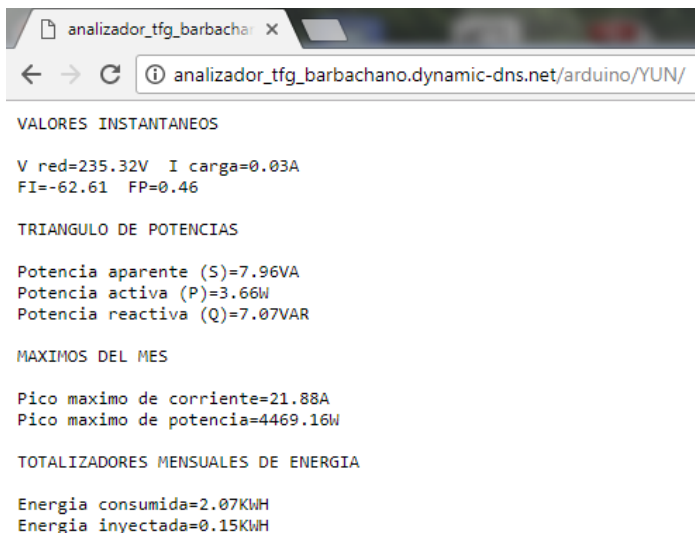 analizador_tfg_barbachar
analizador_tfg_barbachano.dynamic-dns.net/arduino/YUN/
VALORES INSTANTANEOS
V red=235.32V I carga=0.03A
FI=-62.61 FP=0.46
TRIANGULO DE POTENCIAS
Potencia aparente (S)=7.96VA
Potencia activa (P)=3.66W
Potencia reactiva (Q)=7.07VAR
MAXIMOS DEL MES
Pico maximo de corriente=21.88A
Pico maximo de potencia=4469.16W
TOTALIZADORES MENSUALES DE ENERGIA
Energia consumida=2.07KWH
Energia inyectada=0.15KWH